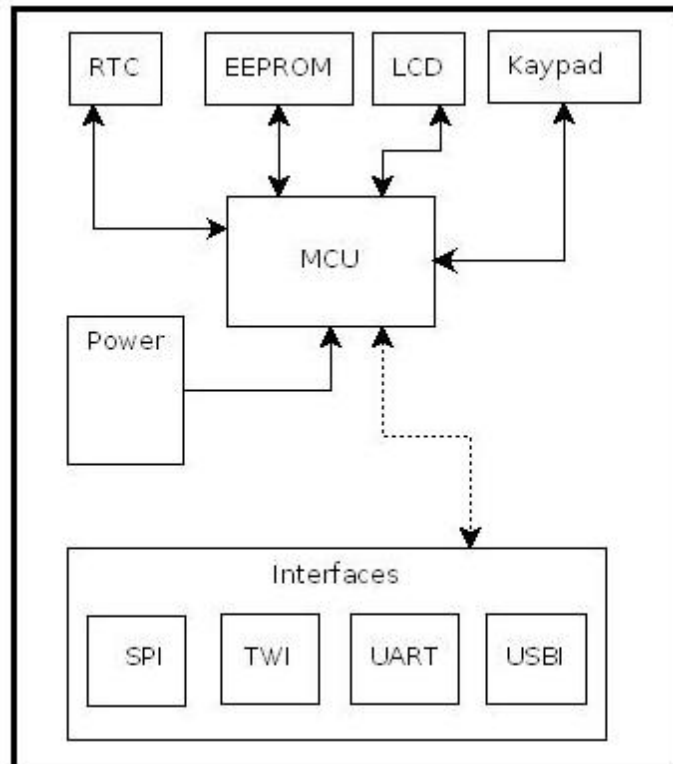 RTC
EEPROM
LCD
Kaypad
MCU
Power
Interfaces
SPI
TWI
UART
USBI